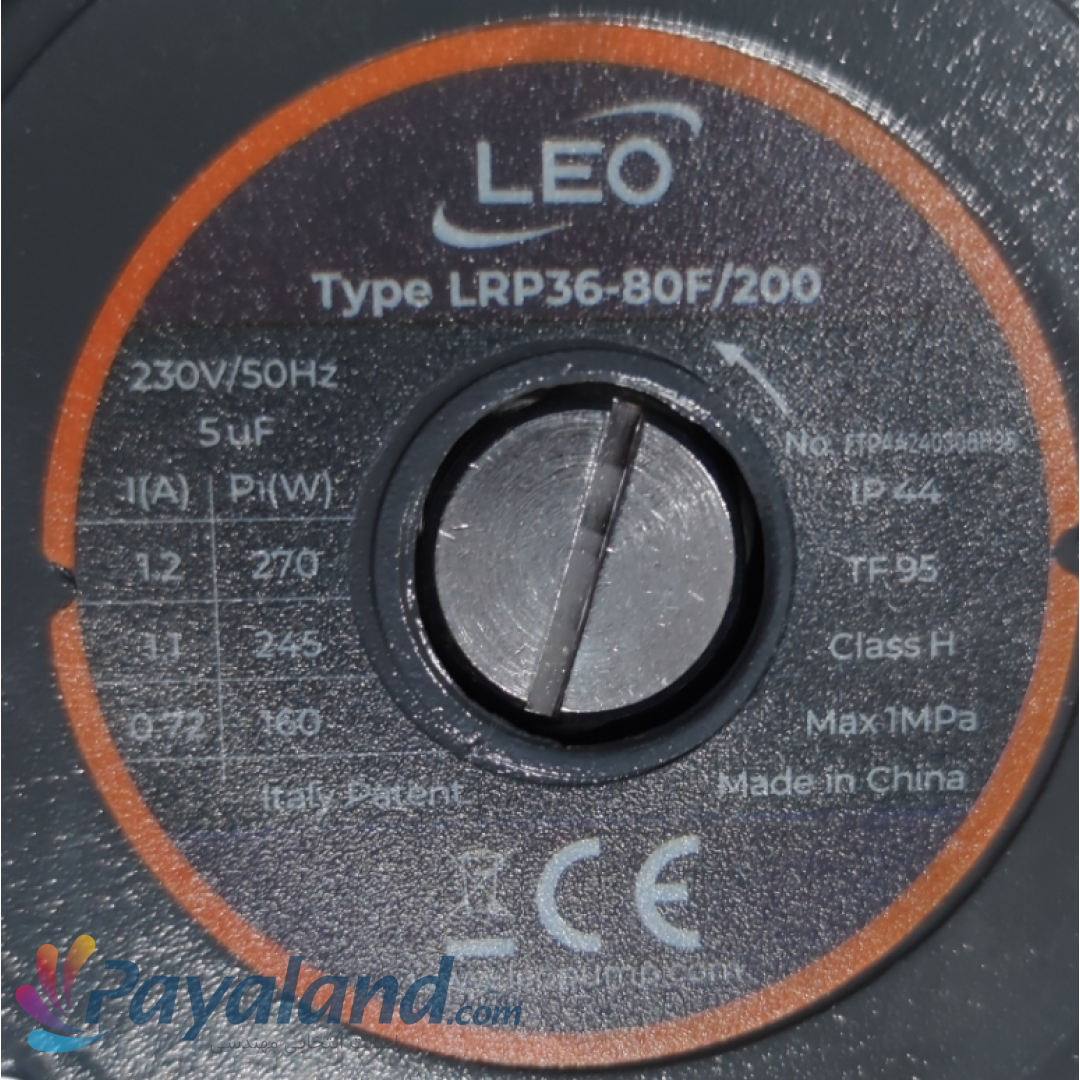 LEO
Type LRP36-80F/200
230V/50Hz
5uF
I(A) Pi(W)
1.2 270
1.1 245
0.72 160
Italy Patent
No.
IP 44
TF 95
Class H
Max 1MPa
Made in China
CE
Payaland.com